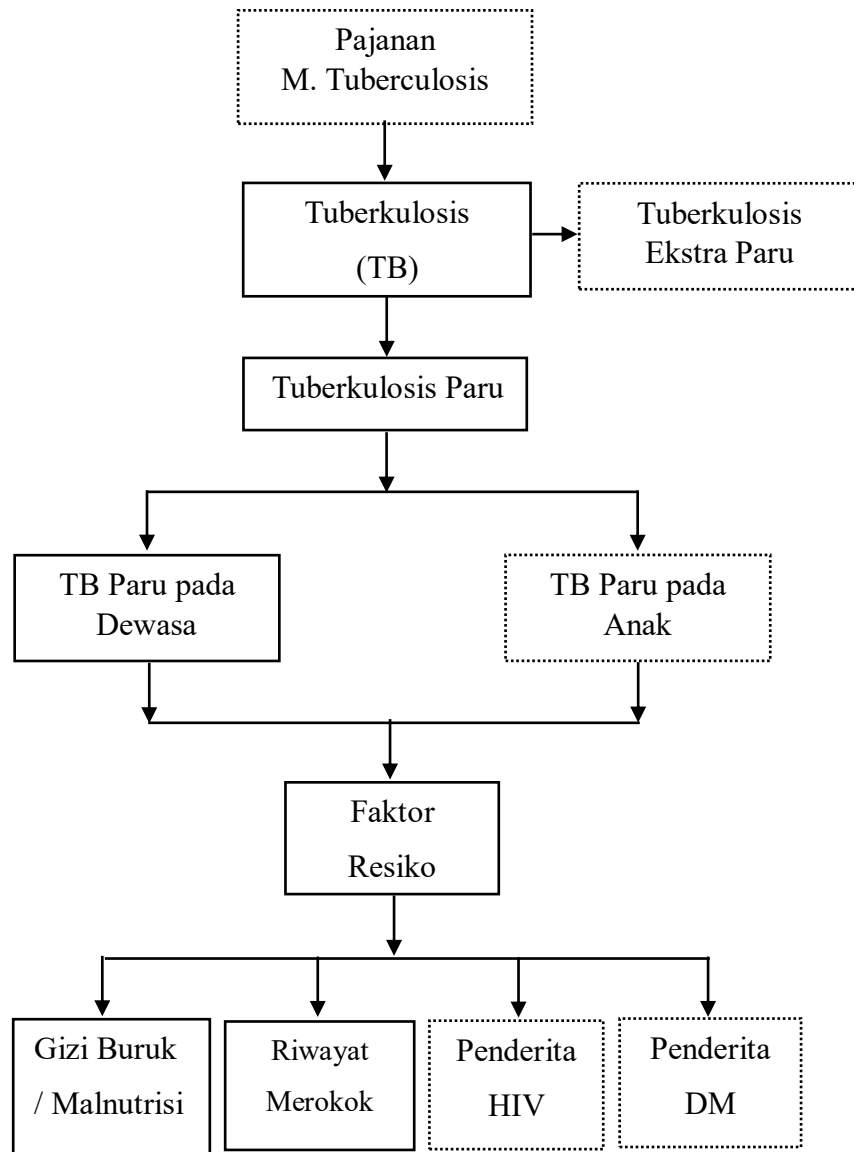 Pajanan
M. Tuberculosis
Tuberkulosis
(TB)
Tuberkulosis
Ekstra Paru
Tuberkulosis Paru
TB Paru pada
Dewasa
TB Paru pada
Anak
Faktor
Resiko
Gizi Buruk
/ Malnutrisi
Riwayat
Merokok
Penderita
HIV
Penderita
DM